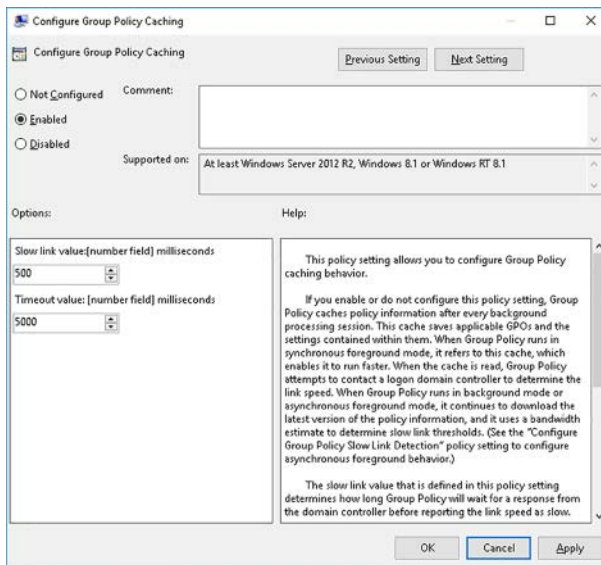 Configure Group Policy Caching
Configure Group Policy Caching
Previous Setting
Next Setting
Not Configured
Comment:
Enabled
Disabled
Supported on:
At least Windows Server 2012 R2, Windows 8.1 or Windows RT 8.1
Options:
Help:
Slow link value:[number field] milliseconds
500
Timeout value: [number field] milliseconds
5000
This policy setting allows you to configure Group Policy
caching behavior.
If you enable or do not configure this policy setting, Group
Policy caches policy information after every background
processing session. This cache saves applicable GPOs and the
settings contained within them. When Group Policy runs in
synchronous foreground mode, it refers to this cache, which
enables it to run faster. When the cache is read, Group Policy
attempts to contact a logon domain controller to determine the
link speed. When Group Policy runs in background mode or
asynchronous foreground mode, it continues to download the
latest version of the policy information, and it uses a bandwidth
estimate to determine slow link thresholds. (See the "Configure
Group Policy Slow Link Detection" policy setting to configure
asynchronous foreground behavior.)
The slow link value that is defined in this policy setting
determines how long Group Policy will wait for a response from
the domain controller before reporting the link speed as slow.
OK
Cancel
Apply